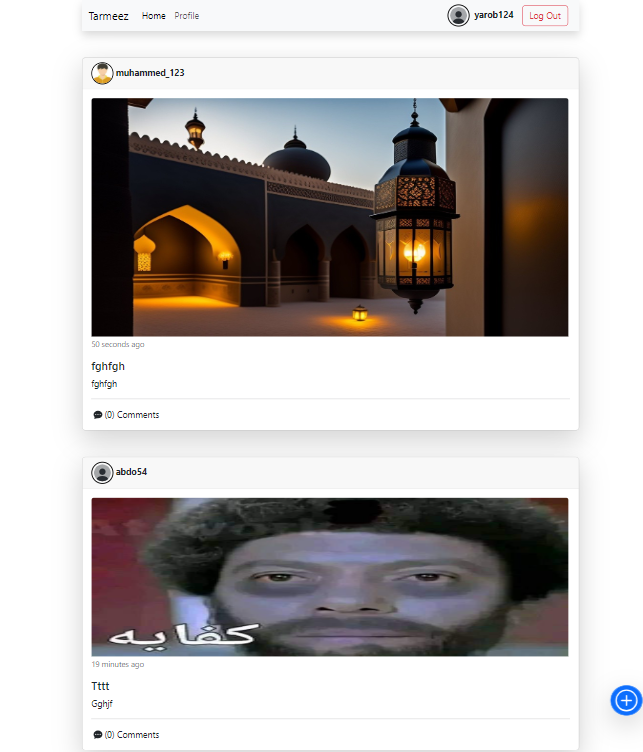 Tarmeez Home Profile yarob124 Log Out
muhammed_123
50 seconds ago
fghfgh
fghfgh
(0) Comments
abdo54
كفايه
19 minutes ago
Tttt
Gghjf
(0) Comments